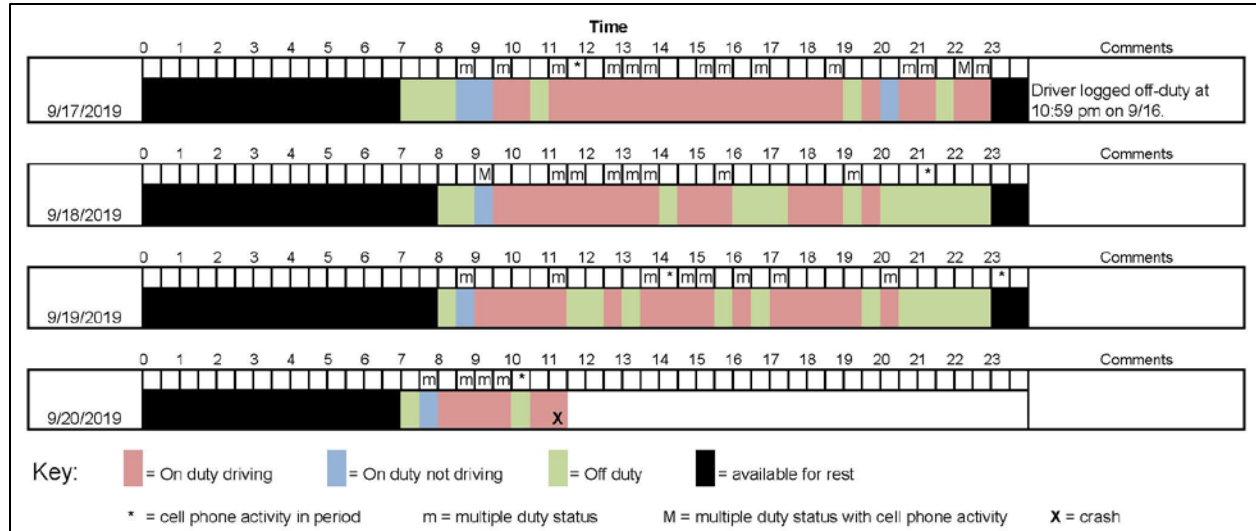 Time
0 1 2 3 4 5 6 7 8 9 10 11 12 13 14 15 16 17 18 19 20 21 22 23 Comments
m m m * m m m m m m m m m M m
9/17/2019 Driver logged off-duty at
10:59 pm on 9/16.
0 1 2 3 4 5 6 7 8 9 10 11 12 13 14 15 16 17 18 19 20 21 22 23 Comments
M m m m m m m m *
9/18/2019
0 1 2 3 4 5 6 7 8 9 10 11 12 13 14 15 16 17 18 19 20 21 22 23 Comments
m m m * m m m m m *
9/19/2019
0 1 2 3 4 5 6 7 8 9 10 11 12 13 14 15 16 17 18 19 20 21 22 23 Comments
m m m m *
9/20/2019 X
Key: = On duty driving = On duty not driving = Off duty = available for rest
* = cell phone activity in period m = multiple duty status M = multiple duty status with cell phone activity X = crash